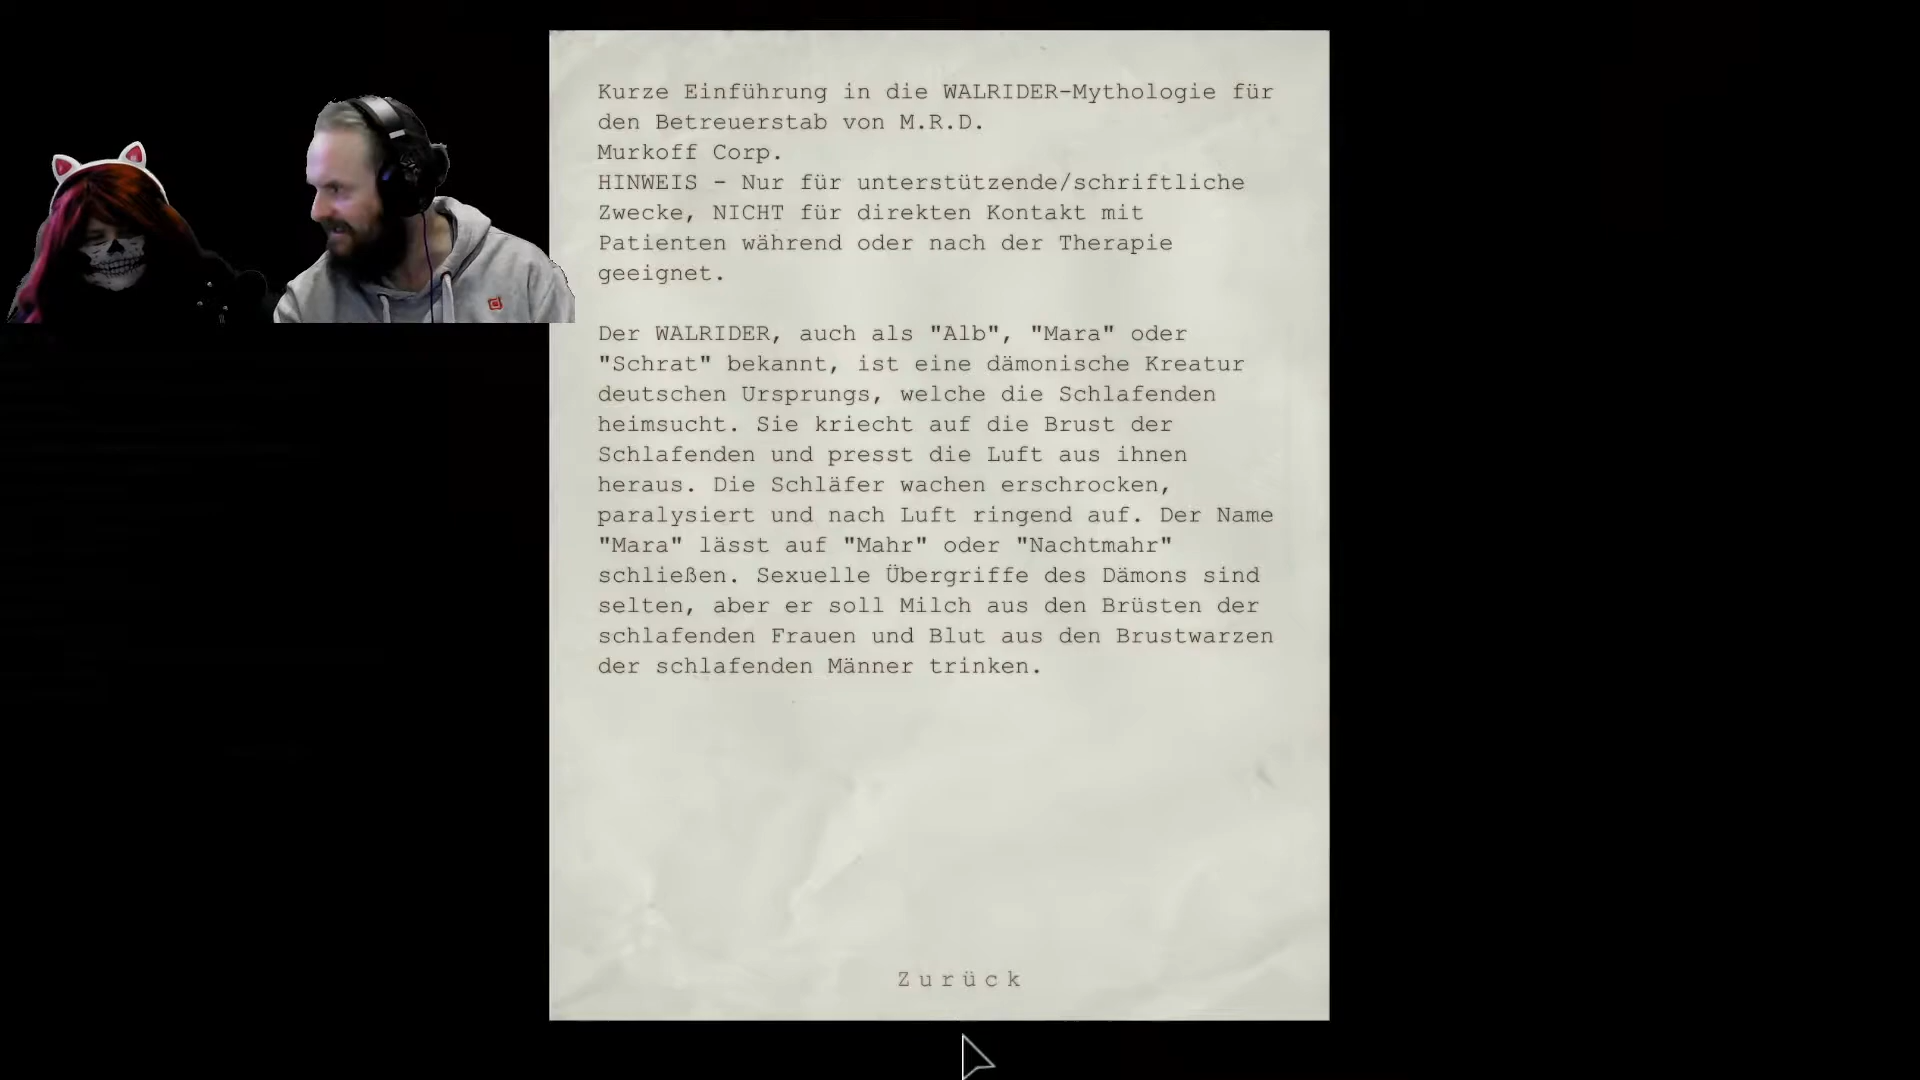 Kurze Einführung in die WALRIDER-Mythologie für
den Betreuerstab von M.R.D.
Murkoff Corp.
HINWEIS - Nur für unterstützende/schriftliche
Zwecke, NICHT für direkten Kontakt mit
Patienten während oder nach der Therapie
geeignet.
Der WALRIDER, auch als "Alb", "Mara" oder
"Schrat" bekannt, ist eine dämonische Kreatur
deutschen Ursprungs, welche die Schlafenden
heimsucht. Sie kriecht auf die Brust der
Schlafenden und presst die Luft aus ihnen
heraus. Die Schläfer wachen erschrocken,
paralysiert und nach Luft ringend auf. Der Name
"Mara" lässt auf "Mahr" oder "Nachtmahr"
schließen. Sexuelle Übergriffe des Dämons sind
selten, aber er soll Milch aus den Brüsten der
schlafenden Frauen und Blut aus den Brustwarzen
der schlafenden Männer trinken.
Zurück